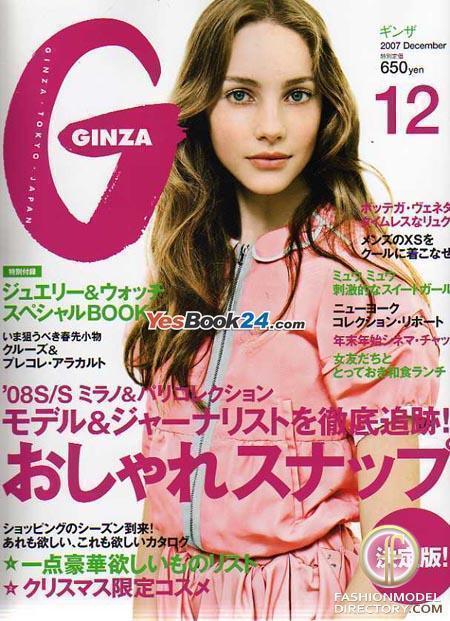 G
GINZA・TOKYO・JAPAN
GINZA
ギンザ
2007 December
特別定価
650yen
12
ボッテガ・ヴェネタ
タイムレスなリュク
メンズのXSを
クールに着こなせ
ミュウ ミュウ
刺激的なスイートガール
ニューヨーク
コレクション・リポート
年末年始シネマ・チャッ
女友だちと
とっておき和食ランチ
特別付録
ジュエリー&ウォッチ
スペシャルBOOK
YesBook24.com
いま狙うべき春先小物
クルーズ&
プレコレ・アラカルト
'08S/S ミラノ&パリコレクション
モデル&ジャーナリストを徹底追跡!
おしゃれスナップ
決定版!
ショッピングのシーズン到来!
あれも欲しい、これも欲しいカタログ
☆一点豪華欲しいものリスト
☆クリスマス限定コスメ
FASHIONMODEL
DIRECTORY.COM